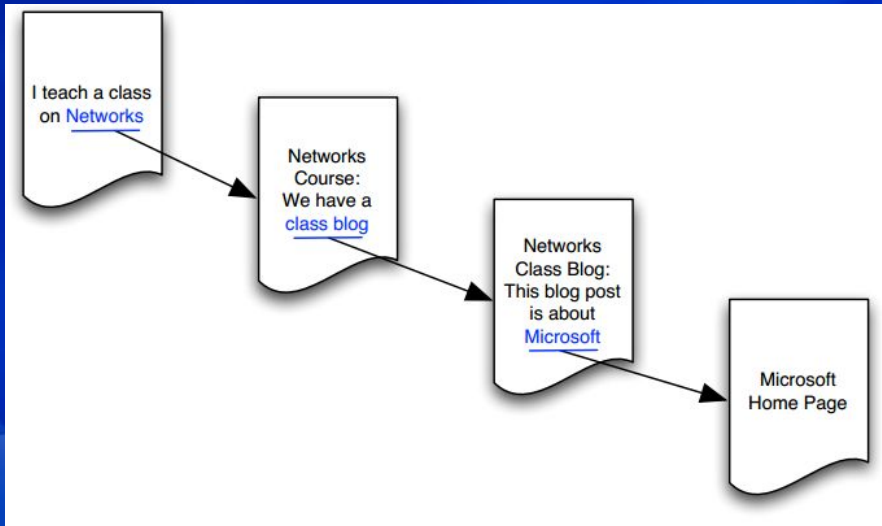 I teach a class
on Networks
Networks
Course:
We have a
class blog
Networks
Class Blog:
This blog post
is about
Microsoft
Microsoft
Home Page